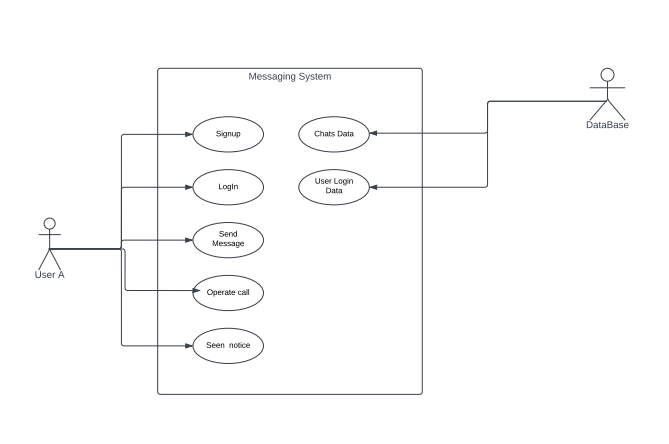 Messaging System
Signup
Chats Data
DataBase
LogIn
User Login
Data
Send
Message
User A
Operate call
Seen  notice